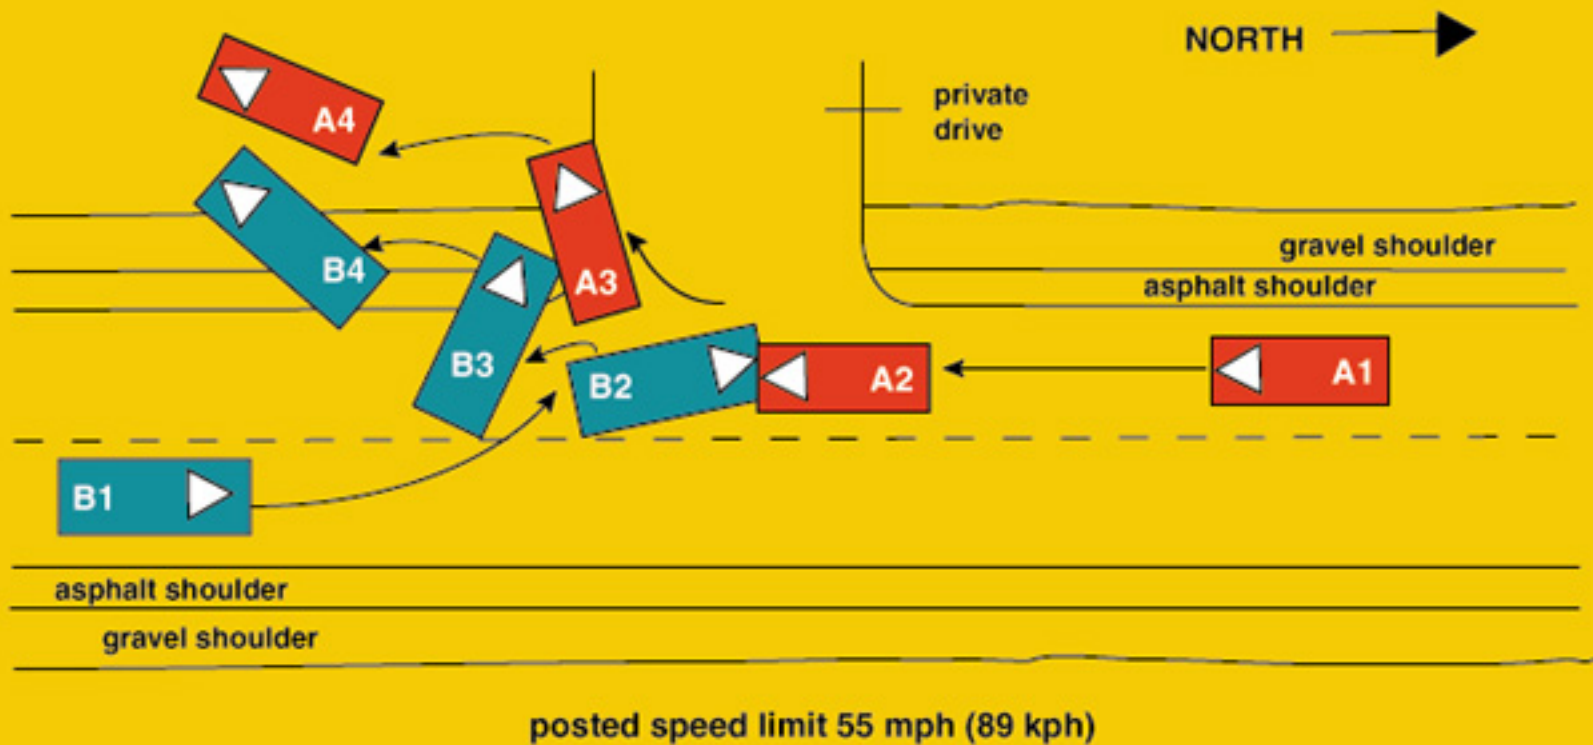 NORTH
private
drive
A4
A3
B4
gravel shoulder
asphalt shoulder
B3
B2
A2
A1
B1
asphalt shoulder
gravel shoulder
posted speed limit 55 mph (89 kph)